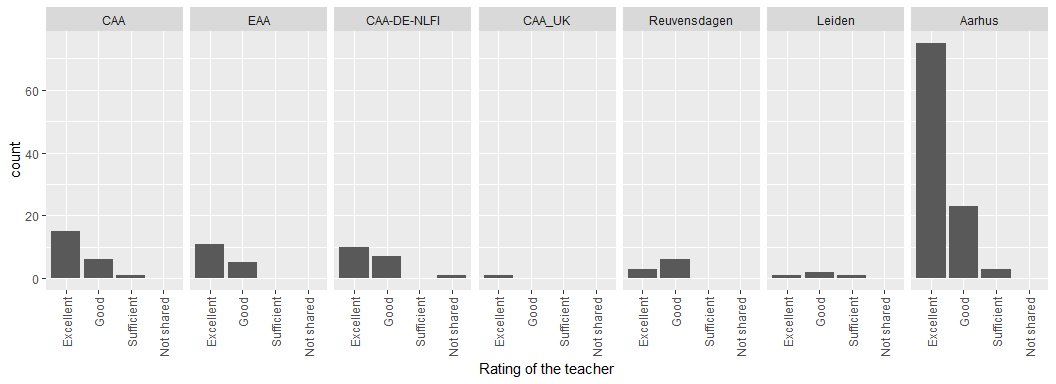 CAA EAA CAA-DE-NLFI CAA_UK Reuvensdagen Leiden Aarhus
60
40
20
0
count
Excellent Good Sufficient Not shared Excellent Good Sufficient Not shared Excellent Good Sufficient Not shared Excellent Good Sufficient Not shared Excellent Good Sufficient Not shared Excellent Good Sufficient Not shared Excellent Good Sufficient Not shared
Rating of the teacher